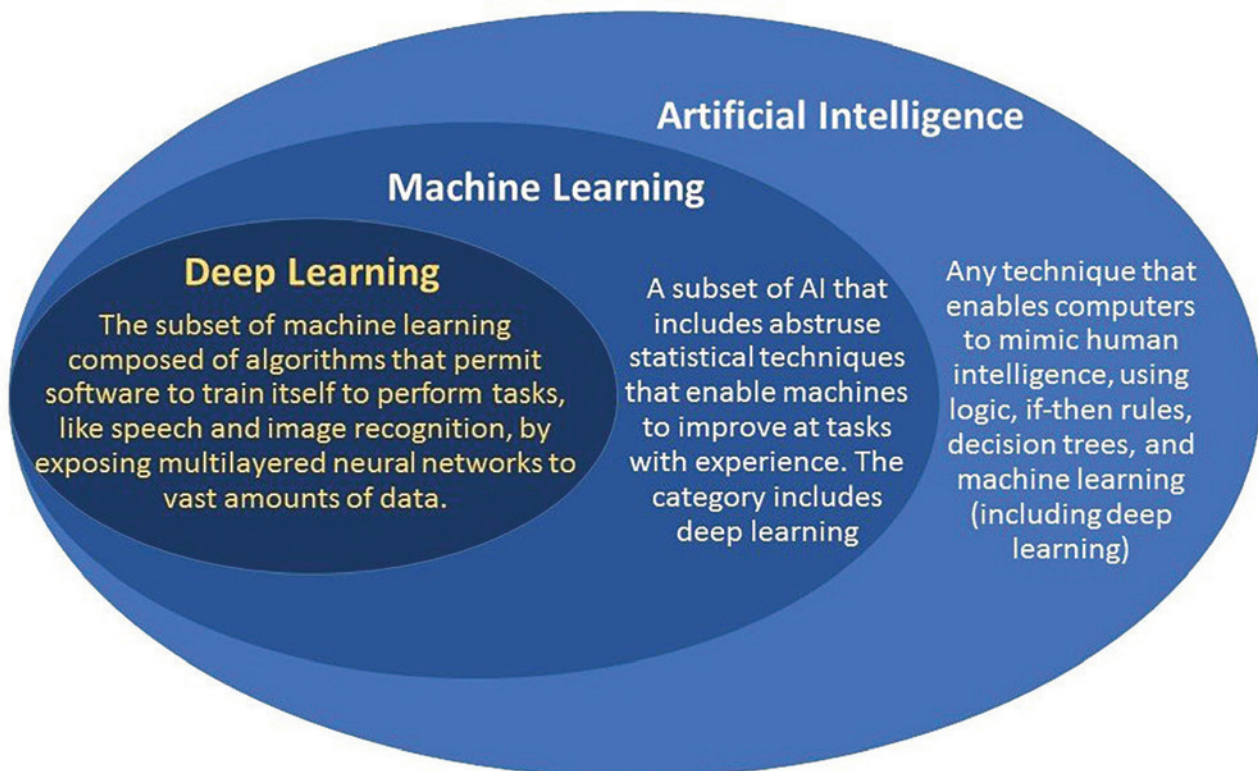 Artificial Intelligence
Machine Learning
Deep Learning
The subset of machine learning
composed of algorithms that permit
software to train itself to perform tasks,
like speech and image recognition, by
exposing multilayered neural networks to
vast amounts of data.
A subset of AI that
includes abstruse
statistical techniques
that enable machines
to improve at tasks
with experience. The
category includes
deep learning
Any technique that
enables computers
to mimic human
intelligence, using
logic, if-then rules,
decision trees, and
machine learning
(including deep
learning)